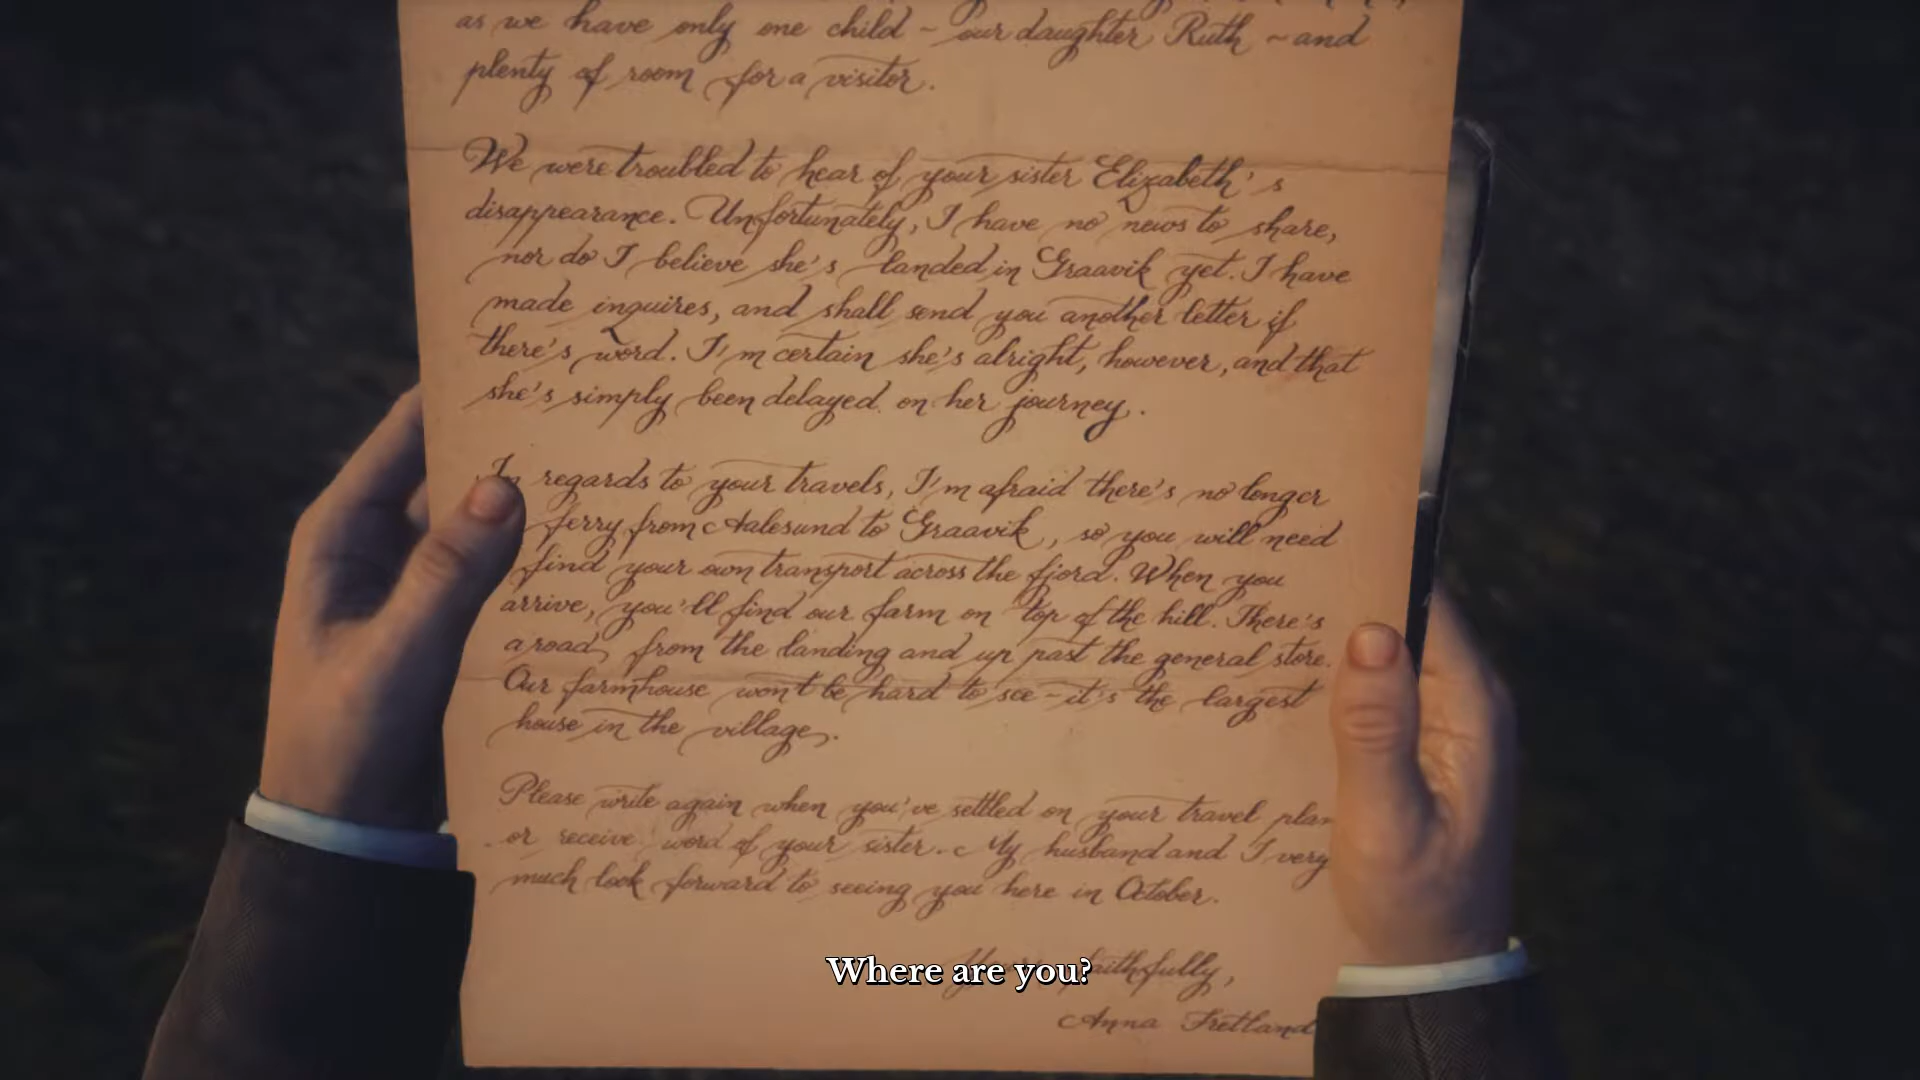 as we have only one child - our daughter Ruth - and
plenty of room for a visitor.
We were troubled to hear of your sister Elizabeth's
disappearance. Unfortunately, I have no news to share,
nor do I believe she's landed in Graavik yet. I have
made inquires, and shall send you another letter if
there's word. I'm certain she's alright, however, and that
she's simply been delayed on her journey.
In regards to your travels, I'm afraid there's no longer
ferry from Aalesund to Graavik, so you will need
find your own transport across the fjord. When you
arrive, you'll find our farm on top of the hill. There's
a road from the landing and up past the general store.
Our farmhouse won't be hard to see - it's the largest
house in the village.
Please write again when you've settled on your travel plan
or receive word of your sister. My husband and I very
much look forward to seeing you here in October.
faithfully,
Where are you?
Anna Fretland